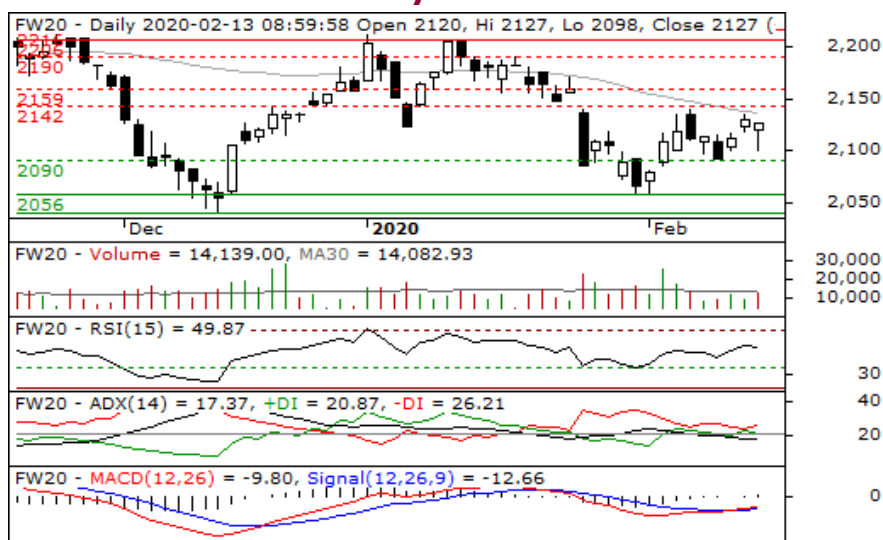 FW20 - Daily 2020-02-13 08:59:58 Open 2120, Hi 2127, Lo 2098, Close 2127 (
2,200
2190
2159
2,150
2142
2,100
2090
2,050
2056
Dec 2020 Feb
FW20 - Volume = 14,139.00, MA30 = 14,082.93
30,000
20,000
10,000
FW20 - RSI(15) = 49.87
30
FW20 - ADX(14) = 17.37, +DI = 20.87, -DI = 26.21
40
20
FW20 - MACD(12,26) = -9.80, Signal(12,26,9) = -12.66
0